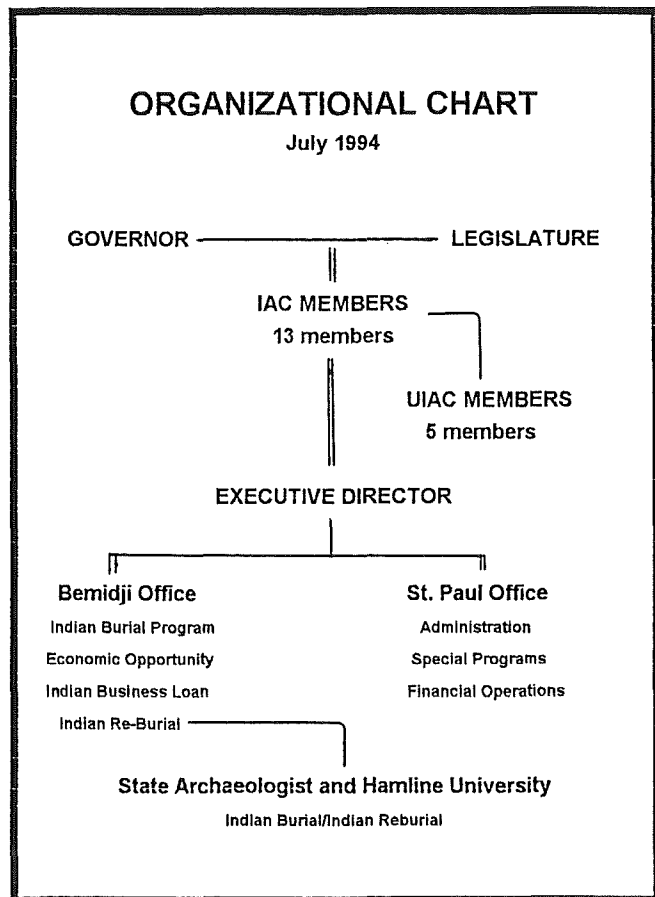 ORGANIZATIONAL CHART
July 1994
GOVERNOR LEGISLATURE
IAC MEMBERS
13 members
UIAC MEMBERS
5 members
EXECUTIVE DIRECTOR
Bemidji Office
Indian Burial Program
Economic Opportunity
Indian Business Loan
Indian Re-Burial
St. Paul Office
Administration
Special Programs
Financial Operations
State Archaeologist and Hamline University
Indian Burial/Indian Reburial